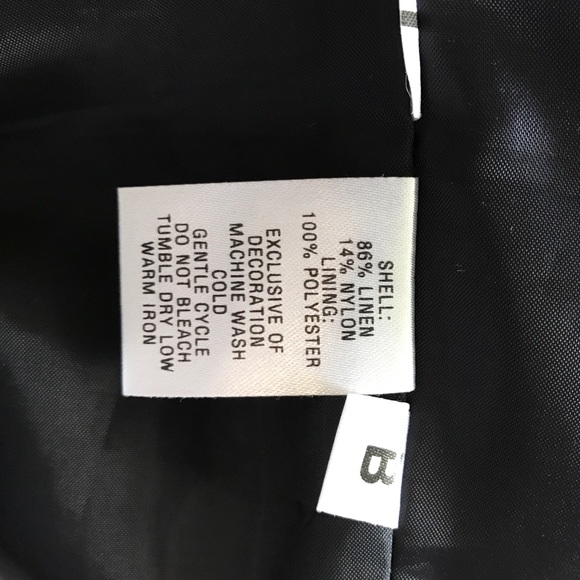 SHELL:
86% LINEN
14% NYLON
LINING:
100% POLYESTER
EXCLUSIVE OF
DECORATION
MACHINE WASH
COLD
GENTLE CYCLE
DO NOT BLEACH
TUMBLE DRY LOW
WARM IRON
B